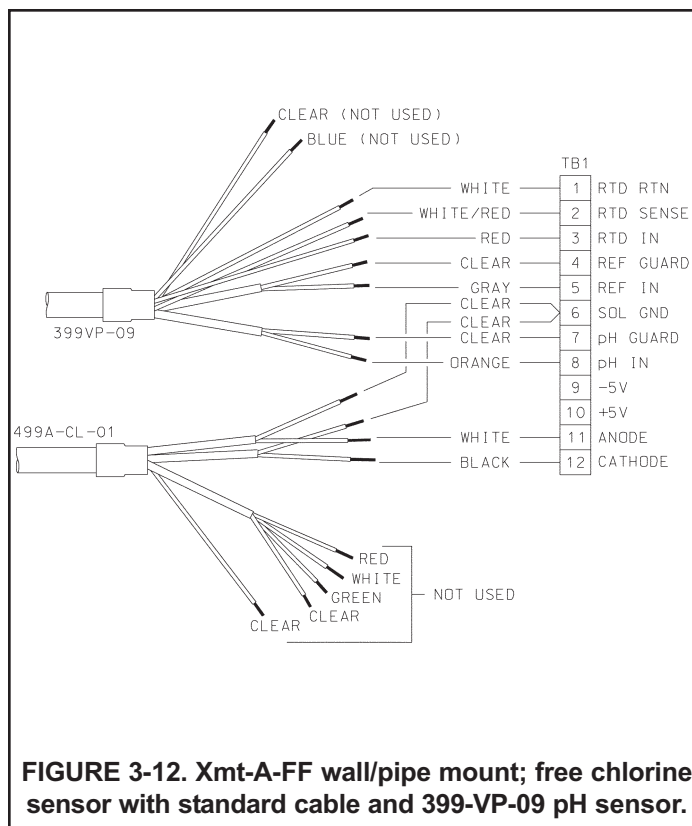 CLEAR (NOT USED)
BLUE (NOT USED)
TB1
WHITE 1 RTD RTN
WHITE/RED 2 RTD SENSE
RED 3 RTD IN
CLEAR 4 REF GUARD
GRAY 5 REF IN
CLEAR 6 SOL GND
CLEAR
CLEAR 7 pH GUARD
ORANGE 8 pH IN
9 -5V
10 +5V
WHITE 11 ANODE
BLACK 12 CATHODE
399VP-09
499A-CL-01
RED
WHITE
GREEN
CLEAR
CLEAR
NOT USED
FIGURE 3-12. Xmt-A-FF wall/pipe mount; free chlorine
sensor with standard cable and 399-VP-09 pH sensor.